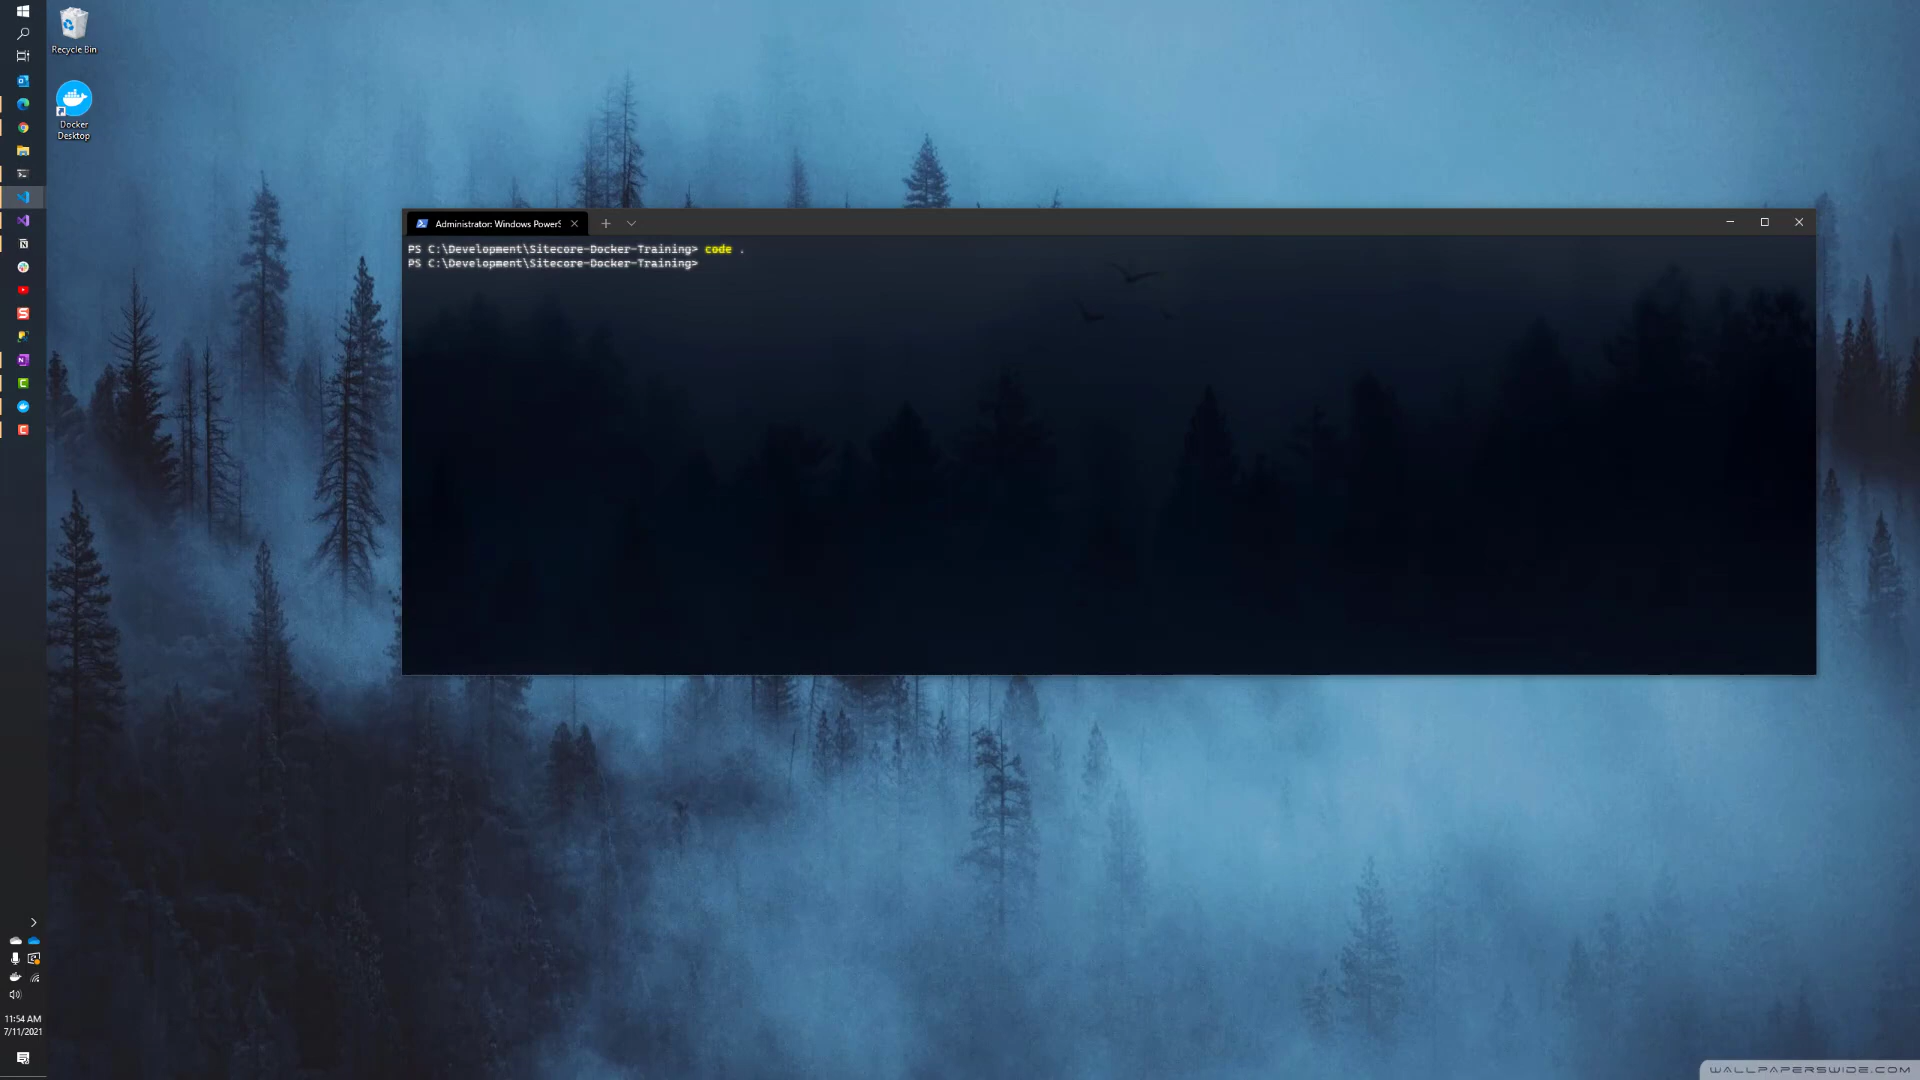 Recycle Bin
Docker
Desktop
Administrator: Windows PowerS
PS C:\Development\Sitecore-Docker-Training> code .
PS C:\Development\Sitecore-Docker-Training>
11:54 AM
7/11/2021
WALLPAPERSWIDE.COM